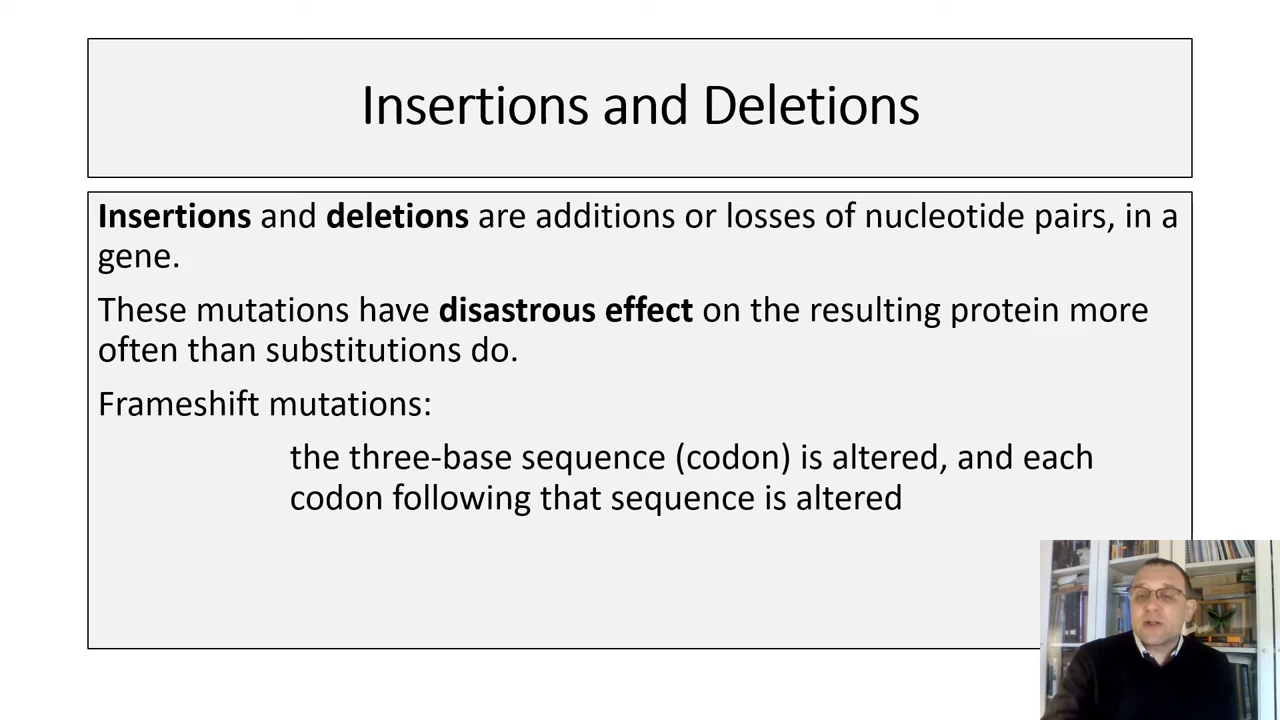 Insertions and Deletions
Insertions and deletions are additions or losses of nucleotide pairs, in a
gene.
These mutations have disastrous effect on the resulting protein more
often than substitutions do.
Frameshift mutations:
the three-base sequence (codon) is altered, and each
codon following that sequence is altered